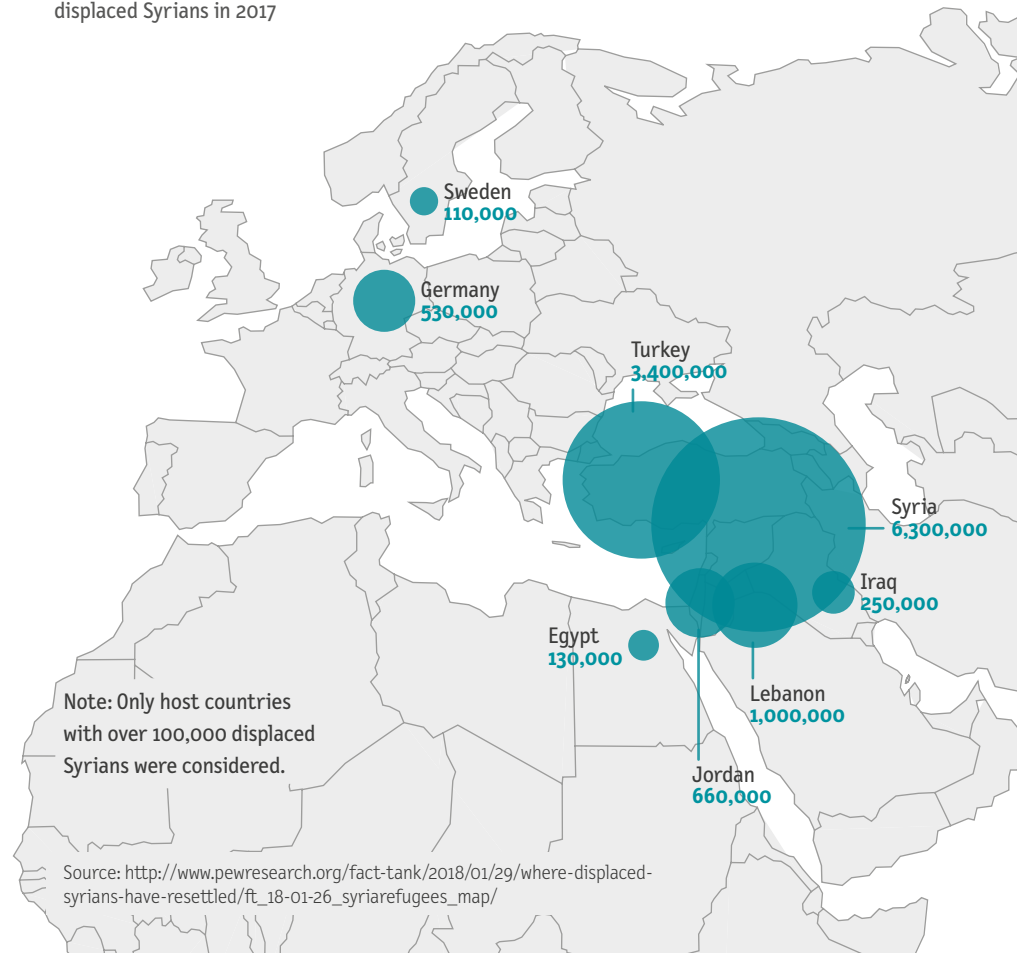 displaced Syrians in 2017
Sweden
110,000
Germany
530,000
Turkey
3,400,000
Syria
6,300,000
Iraq
250,000
Egypt
130,000
Lebanon
1,000,000
Jordan
660,000
Note: Only host countries
with over 100,000 displaced
Syrians were considered.
Source: http://www.pewresearch.org/fact-tank/2018/01/29/where-displaced-
syrians-have-resettled/ft_18-01-26_syriarefugees_map/